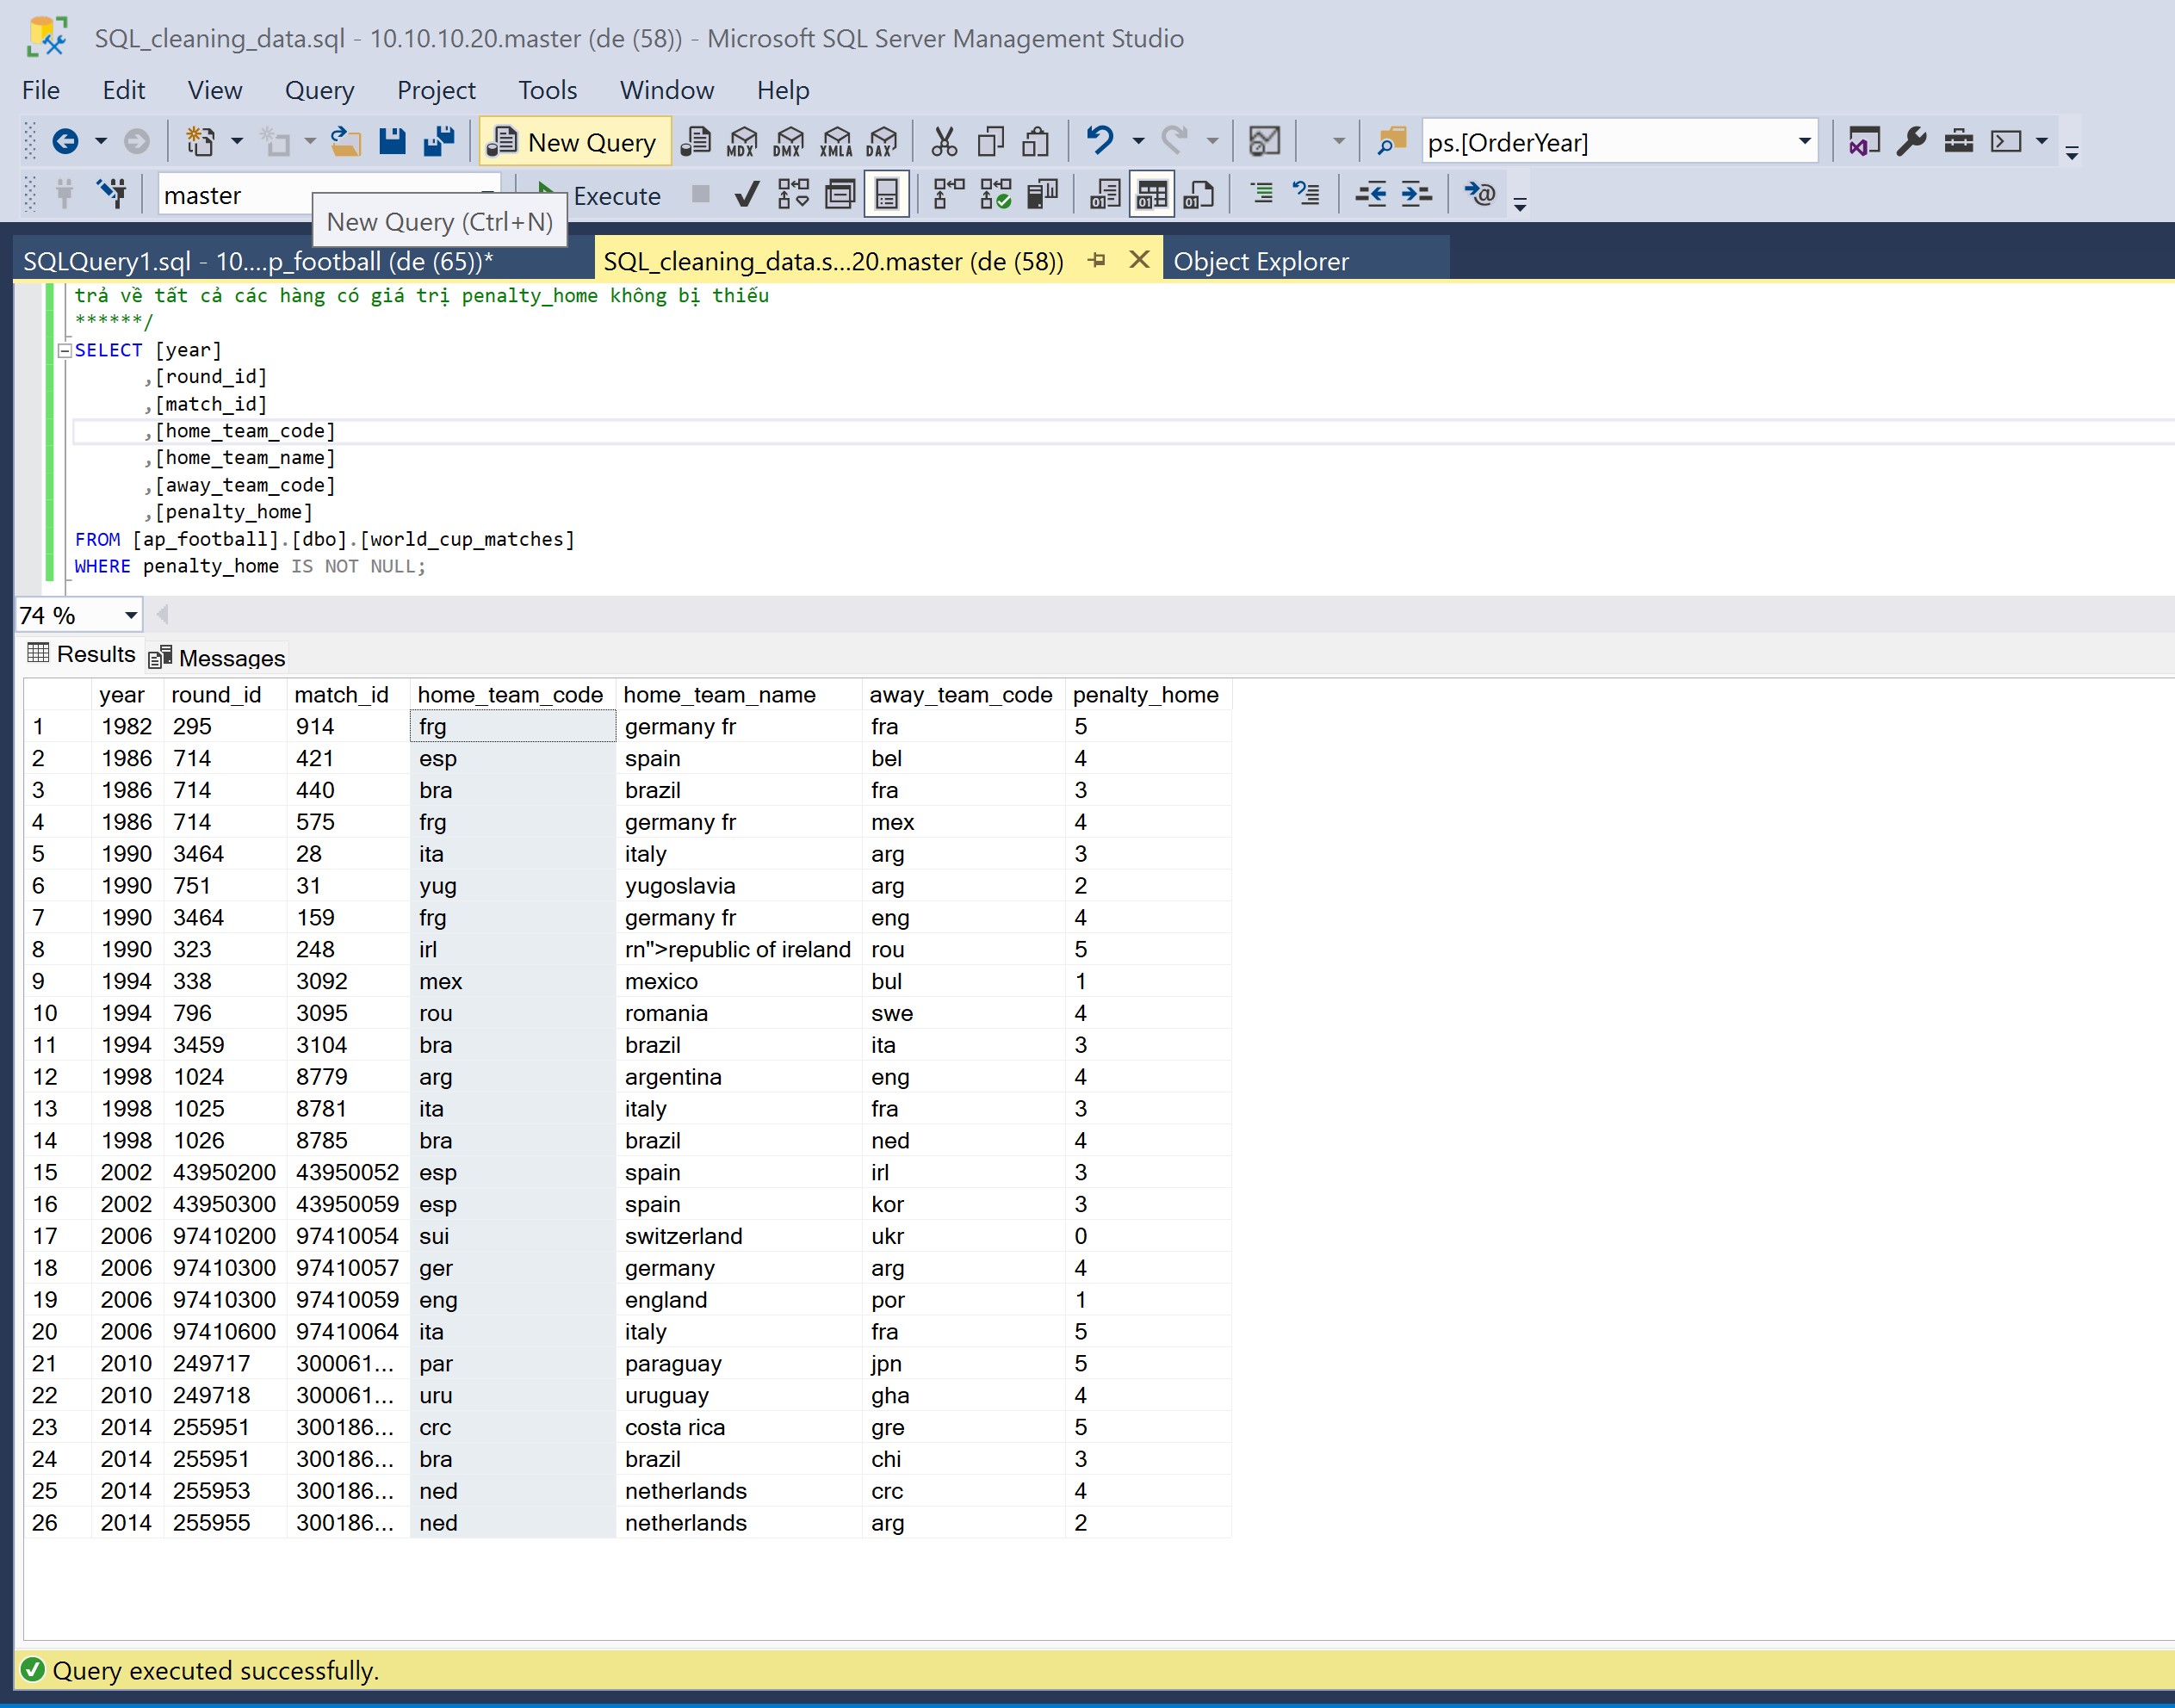 SQL_cleaning_data.sql - 10.10.10.20.master (de (58)) - Microsoft SQL Server Management Studio
File Edit View Query Project Tools Window Help
New Query MDX DMX XMLA DAX ps.[OrderYear]
master Execute
New Query (Ctrl+N)
SQLQuery1.sql - 10....p_football (de (65))* SQL_cleaning_data.s...20.master (de (58)) Object Explorer
trả về tất cả các hàng có giá trị penalty_home không bị thiếu
******/
SELECT [year]
,[round_id]
,[match_id]
,[home_team_code]
,[home_team_name]
,[away_team_code]
,[penalty_home]
FROM [ap_football].[dbo].[world_cup_matches]
WHERE penalty_home IS NOT NULL;
74 %
Results Messages
year round_id match_id home_team_code home_team_name away_team_code penalty_home
1 1982 295 914 frg germany fr fra 5
2 1986 714 421 esp spain bel 4
3 1986 714 440 bra brazil fra 3
4 1986 714 575 frg germany fr mex 4
5 1990 3464 28 ita italy arg 3
6 1990 751 31 yug yugoslavia arg 2
7 1990 3464 159 frg germany fr eng 4
8 1990 323 248 irl rn">republic of ireland rou 5
9 1994 338 3092 mex mexico bul 1
10 1994 796 3095 rou romania swe 4
11 1994 3459 3104 bra brazil ita 3
12 1998 1024 8779 arg argentina eng 4
13 1998 1025 8781 ita italy fra 3
14 1998 1026 8785 bra brazil ned 4
15 2002 43950200 43950052 esp spain irl 3
16 2002 43950300 43950059 esp spain kor 3
17 2006 97410200 97410054 sui switzerland ukr 0
18 2006 97410300 97410057 ger germany arg 4
19 2006 97410300 97410059 eng england por 1
20 2006 97410600 97410064 ita italy fra 5
21 2010 249717 300061... par paraguay jpn 5
22 2010 249718 300061... uru uruguay gha 4
23 2014 255951 300186... crc costa rica gre 5
24 2014 255951 300186... bra brazil chi 3
25 2014 255953 300186... ned netherlands crc 4
26 2014 255955 300186... ned netherlands arg 2
Query executed successfully.